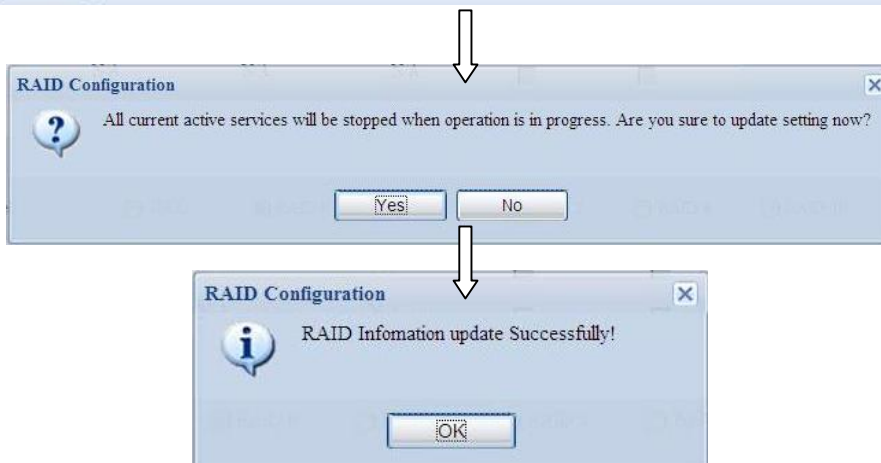 RAID Configuration
All current active services will be stopped when operation is in progress. Are you sure to update setting now?
Yes
No
RAID Configuration
RAID Infomation update Successfully!
OK